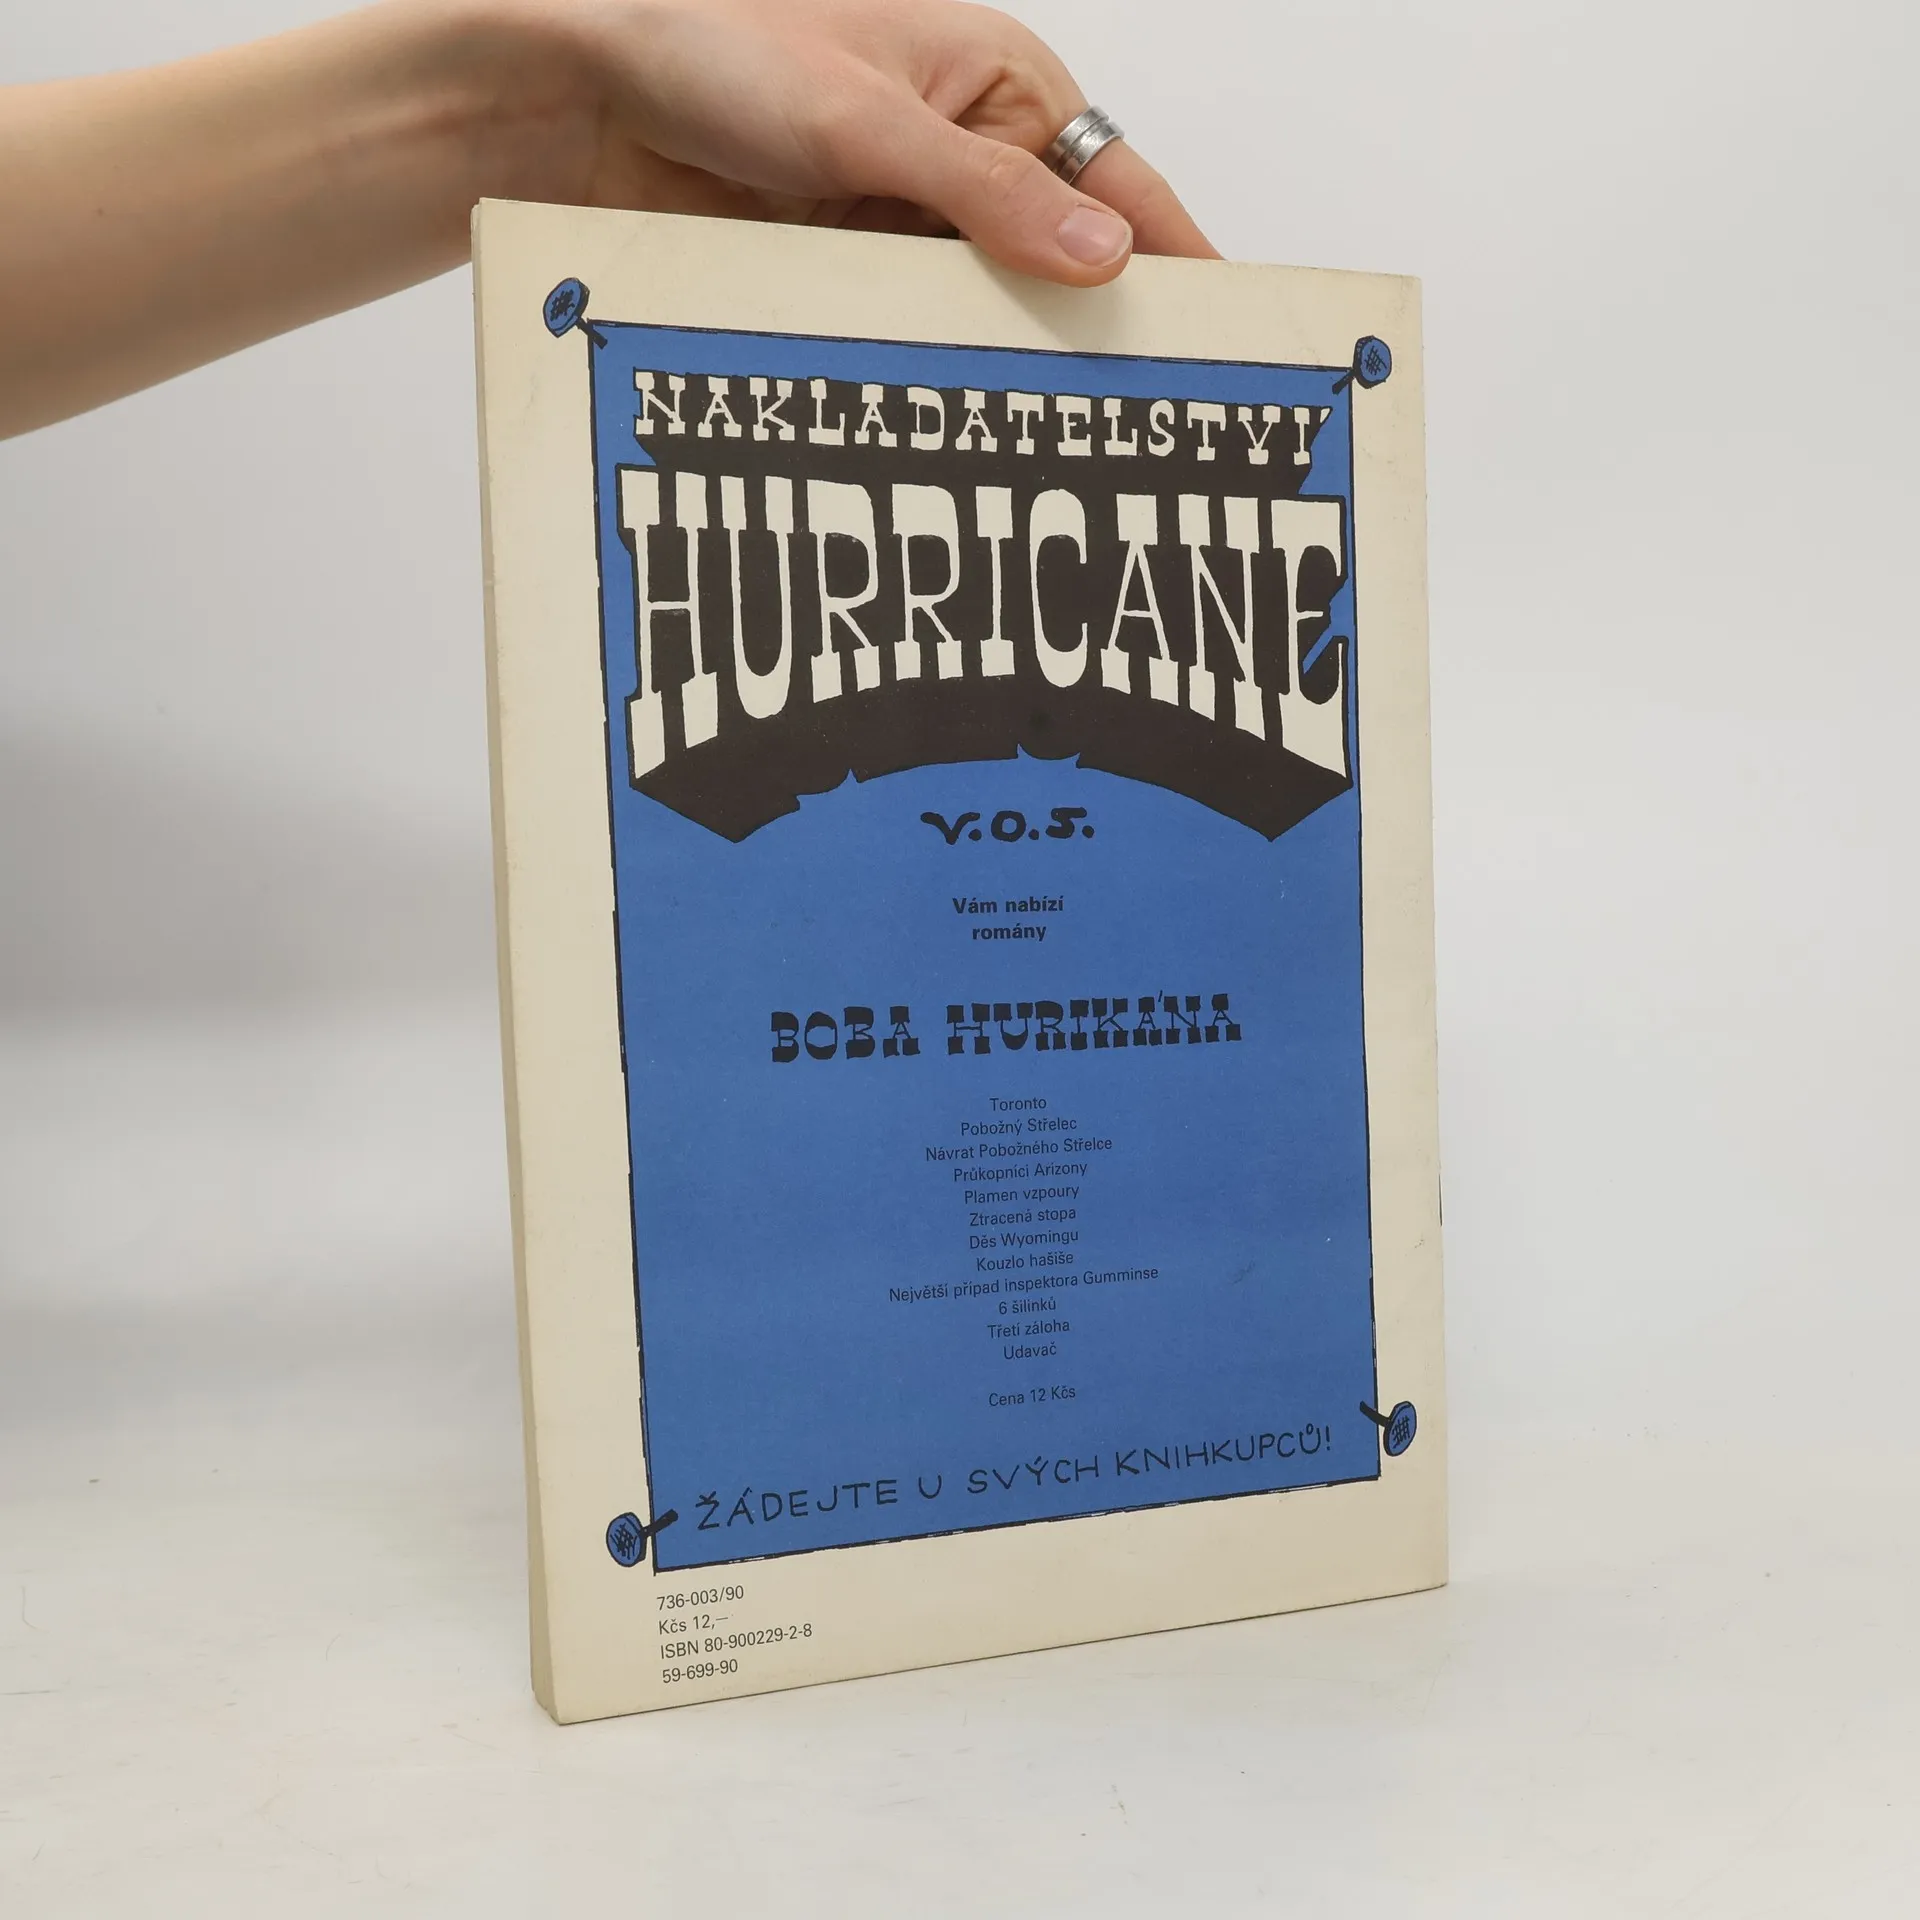 NAKLADATELSTVÍ
HURRICANE
v.o.s.
Vám nabízí
romány
BOBA HURIKÁNA
Toronto
Pobožný Střelec
Návrat Pobožného Střelce
Průkopníci Arizony
Plamen vzpoury
Ztracená stopa
Děs Wyomingu
Kouzlo hašiše
Největší případ inspektora Gumminse
6 šilinků
Třetí záloha
Udavač
Cena 12 Kčs
ŽÁDEJTE U SVÝCH KNIHKUPCŮ!
736-003/90
Kčs 12,—
ISBN 80-900229-2-8
59-699-90